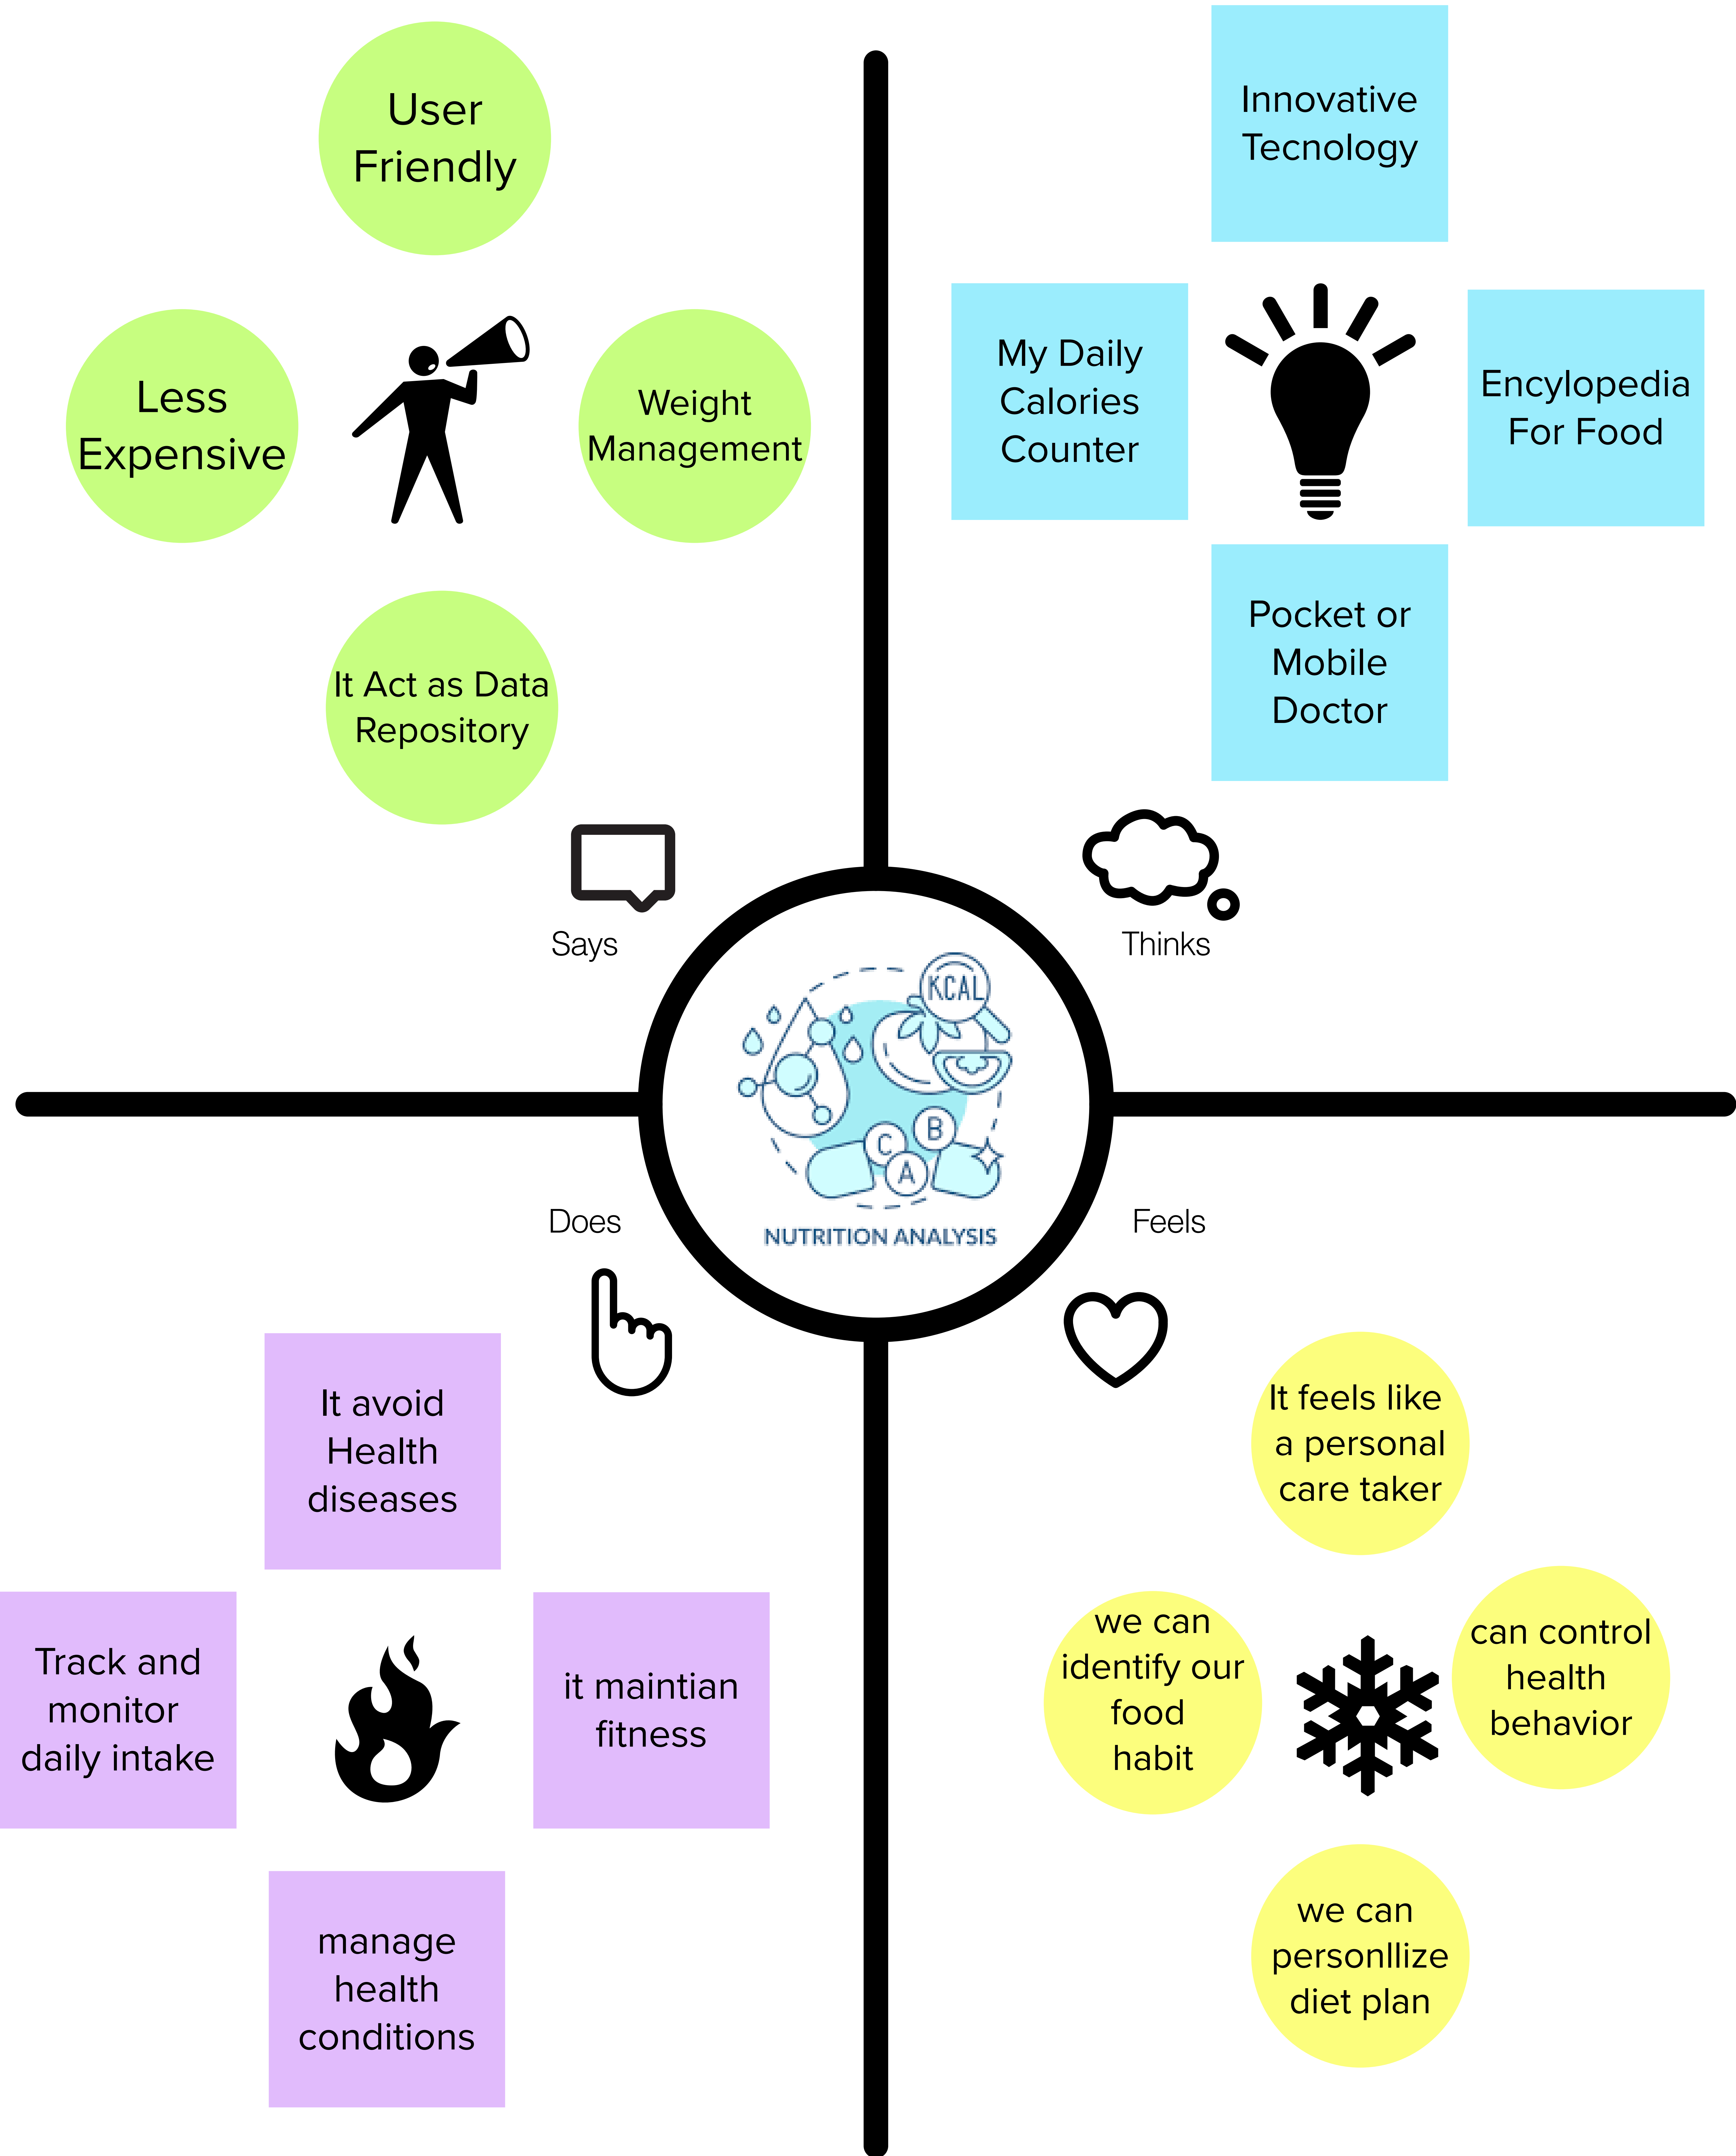 User
Friendly
Less
Expensive
Weight
Management
It Act as Data
Repository
Says
Innovative
Tecnology
My Daily
Calories
Counter
Encylopedia
For Food
Pocket or
Mobile
Doctor
Thinks
KCAL
C
B
A
NUTRITION ANALYSIS
Does
It avoid
Health
diseases
Track and
monitor
daily intake
it maintian
fitness
manage
health
conditions
Feels
It feels like
a personal
care taker
we can
identify our
food
habit
can control
health
behavior
we can
personllize
diet plan